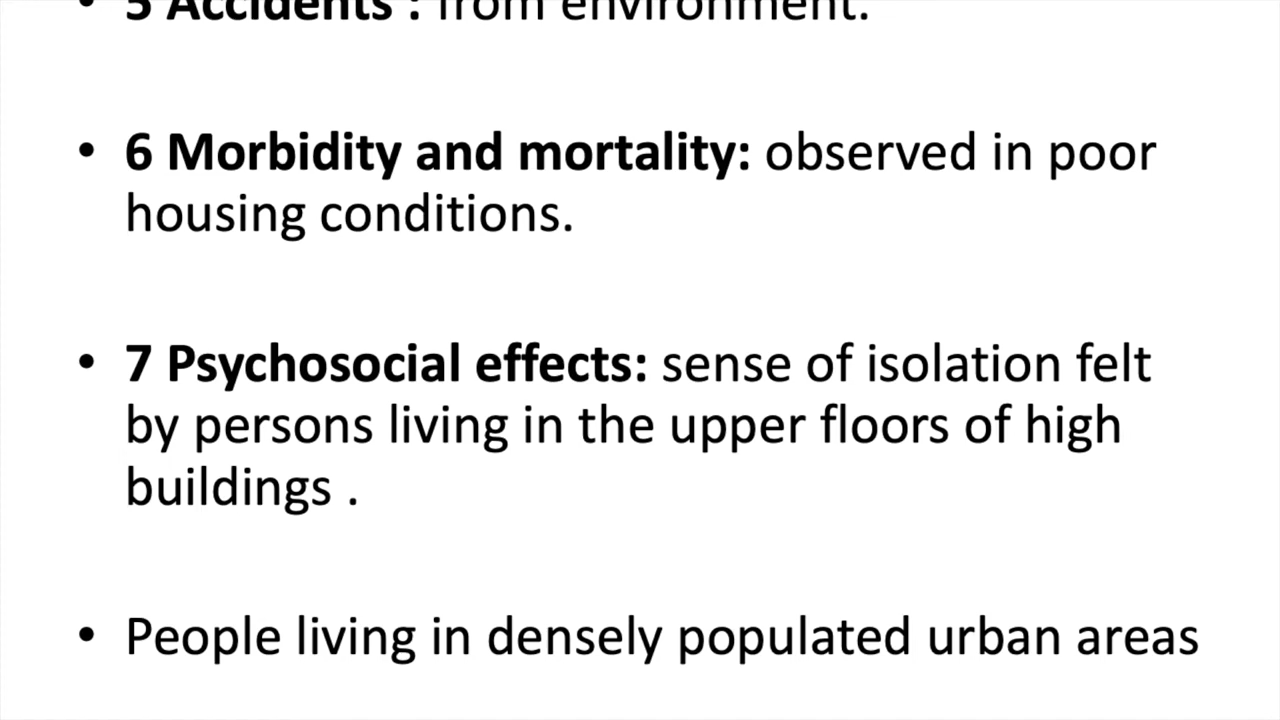 • 5 Accidents : from environment.
• 6 Morbidity and mortality: observed in poor
housing conditions.
• 7 Psychosocial effects: sense of isolation felt
by persons living in the upper floors of high
buildings .
• People living in densely populated urban areas